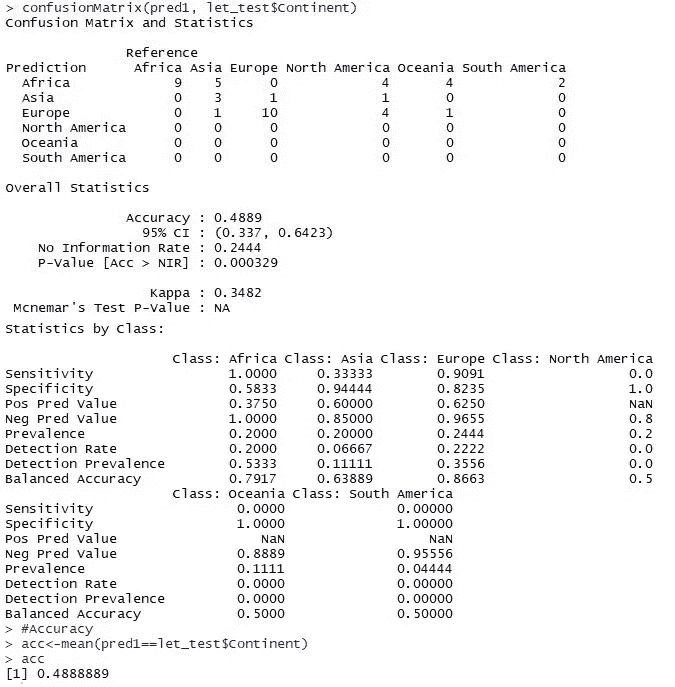 > confusionMatrix(pred1, let_test$Continent)
Confusion Matrix and Statistics
Reference
Prediction Africa Asia Europe North America Oceania South America
Africa 9 5 0 4 4 2
Asia 0 3 1 1 0 0
Europe 0 1 10 4 1 0
North America 0 0 0 0 0 0
Oceania 0 0 0 0 0 0
South America 0 0 0 0 0 0
Overall Statistics
Accuracy : 0.4889
95% CI : (0.337, 0.6423)
No Information Rate : 0.2444
P-Value [Acc > NIR] : 0.000329
Kappa : 0.3482
Mcnemar's Test P-Value : NA
Statistics by Class:
Class: Africa Class: Asia Class: Europe Class: North America
Sensitivity 1.0000 0.33333 0.9091 0.0
Specificity 0.5833 0.94444 0.8235 1.0
Pos Pred Value 0.3750 0.60000 0.6250 NaN
Neg Pred Value 1.0000 0.85000 0.9655 0.8
Prevalence 0.2000 0.20000 0.2444 0.2
Detection Rate 0.2000 0.06667 0.2222 0.0
Detection Prevalence 0.5333 0.11111 0.3556 0.0
Balanced Accuracy 0.7917 0.63889 0.8663 0.5
Class: Oceania Class: South America
Sensitivity 0.0000 0.00000
Specificity 1.0000 1.00000
Pos Pred Value NaN NaN
Neg Pred Value 0.8889 0.95556
Prevalence 0.1111 0.04444
Detection Rate 0.0000 0.00000
Detection Prevalence 0.0000 0.00000
Balanced Accuracy 0.5000 0.50000
> #Accuracy
> acc<-mean(pred1==let_test$Continent)
> acc
[1] 0.4888889